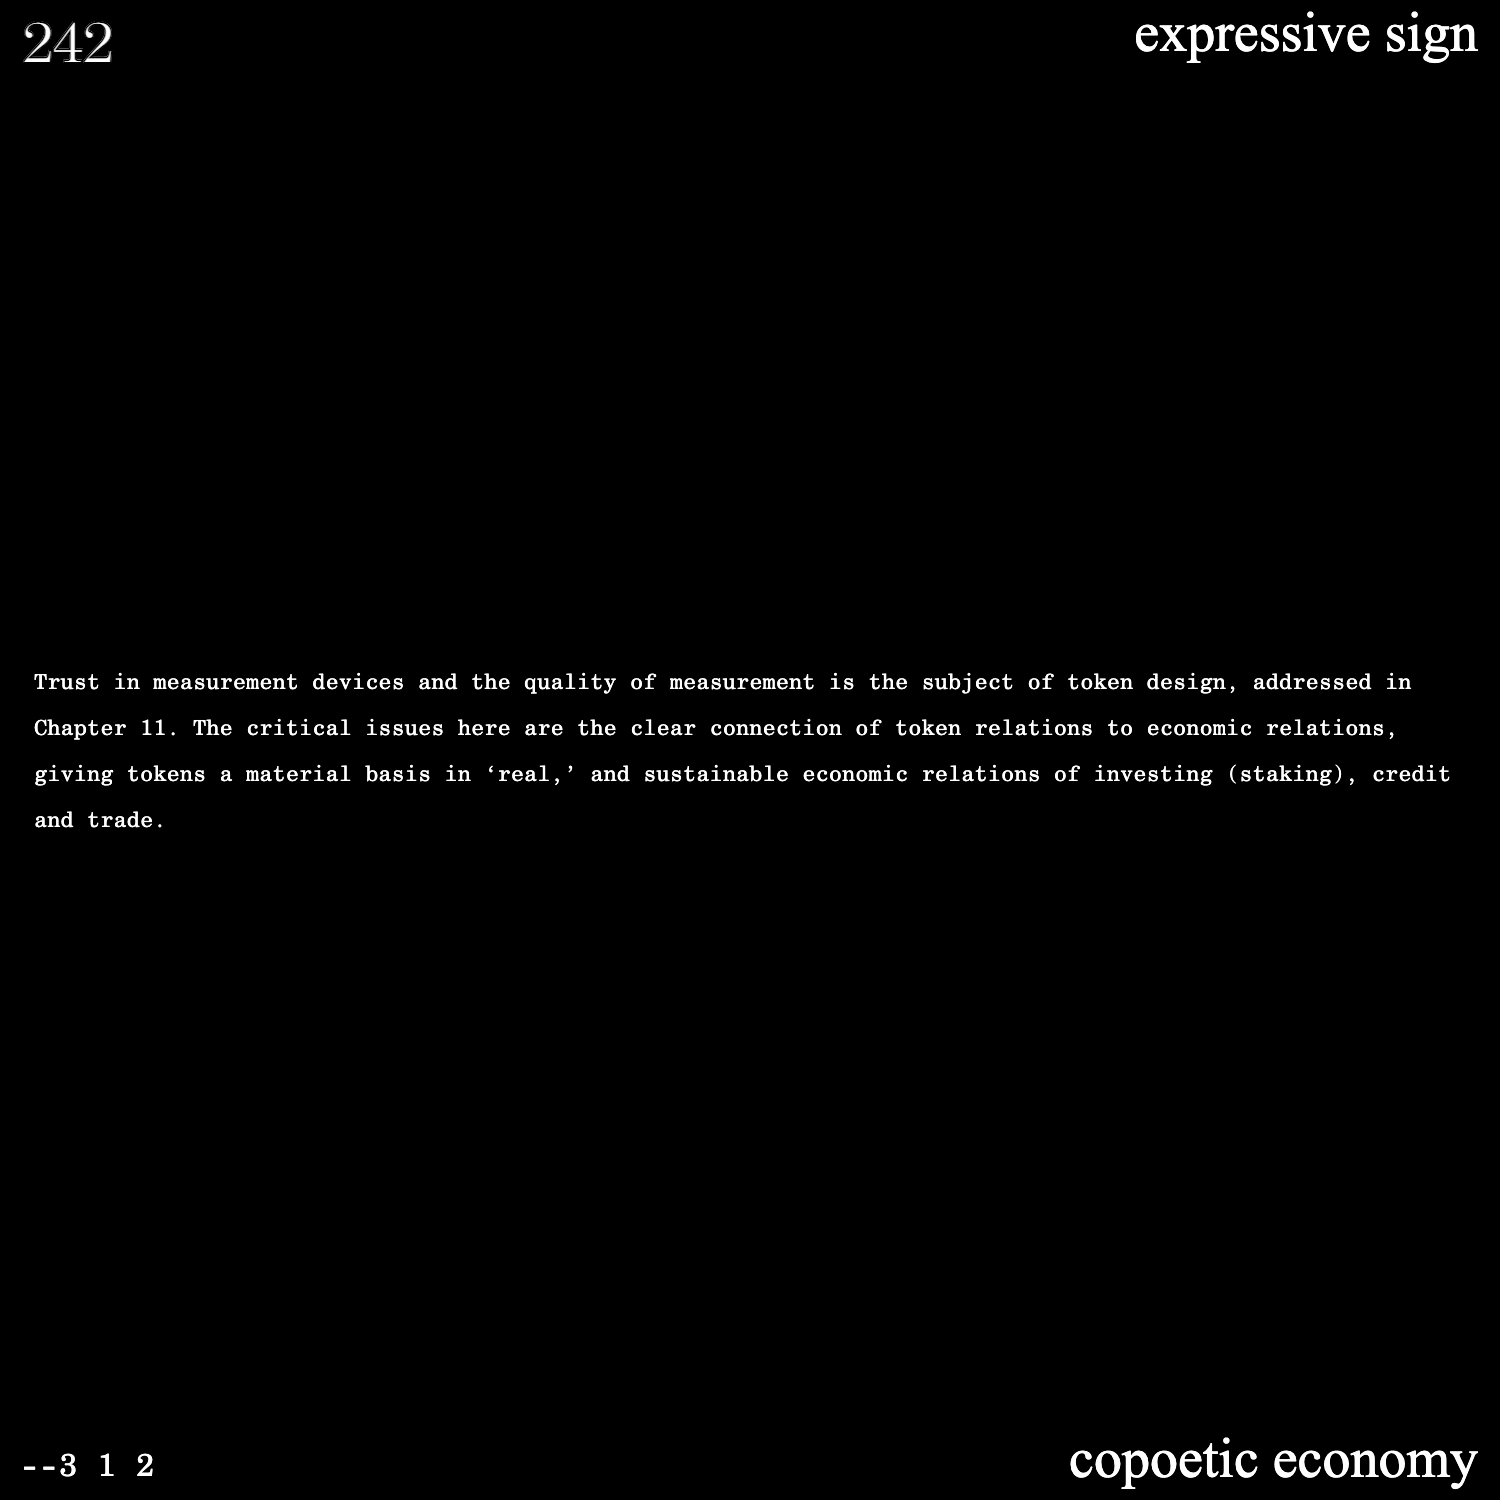 242
expressive sign
Trust in measurement devices and the quality of measurement is the subject of token design, addressed in
Chapter 11. The critical issues here are the clear connection of token relations to economic relations,
giving tokens a material basis in ‘real,’ and sustainable economic relations of investing (staking), credit
and trade.
--3 1 2
copoetic economy